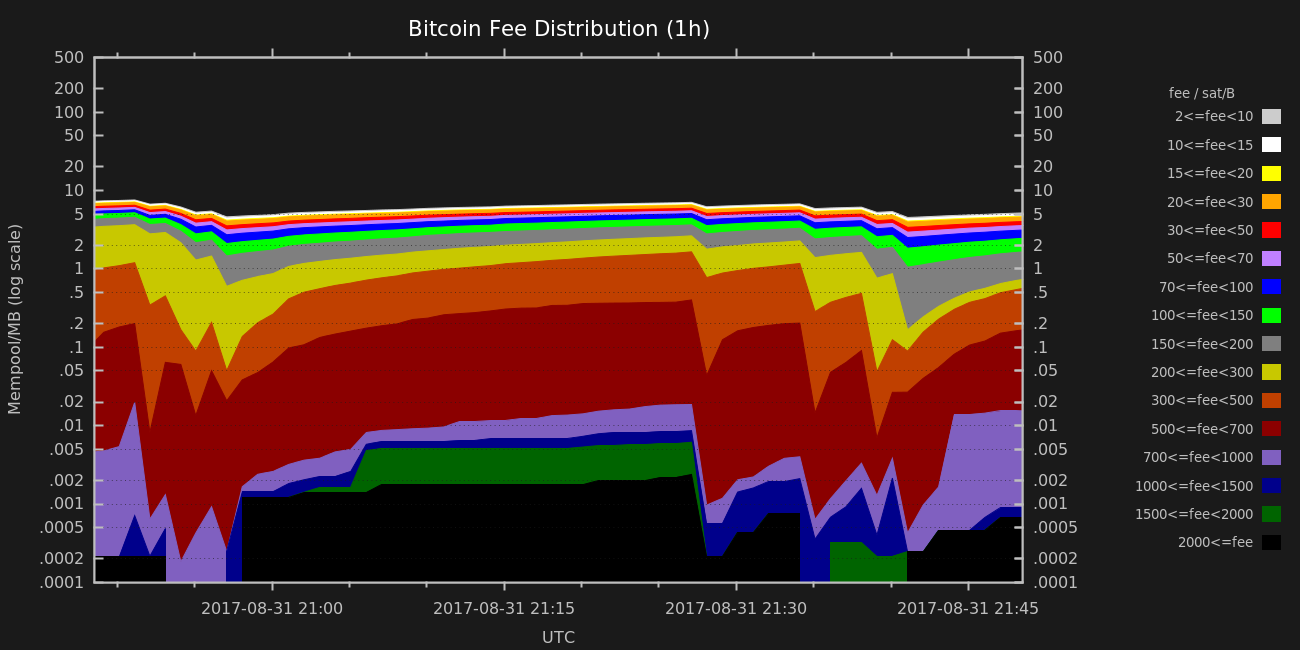 Bitcoin Fee Distribution (1h)
500
200
100
50
20
10
5
2
1
.5
.2
.1
.05
.02
.01
.005
.002
.001
.0005
.0002
.0001
Mempool/MB (log scale)
500
200
100
50
20
10
5
2
1
.5
.2
.1
.05
.02
.01
.005
.002
.001
.0005
.0002
.0001
2017-08-31 21:00 2017-08-31 21:15 2017-08-31 21:30 2017-08-31 21:45
UTC
fee / sat/B
2<=fee<10
10<=fee<15
15<=fee<20
20<=fee<30
30<=fee<50
50<=fee<70
70<=fee<100
100<=fee<150
150<=fee<200
200<=fee<300
300<=fee<500
500<=fee<700
700<=fee<1000
1000<=fee<1500
1500<=fee<2000
2000<=fee